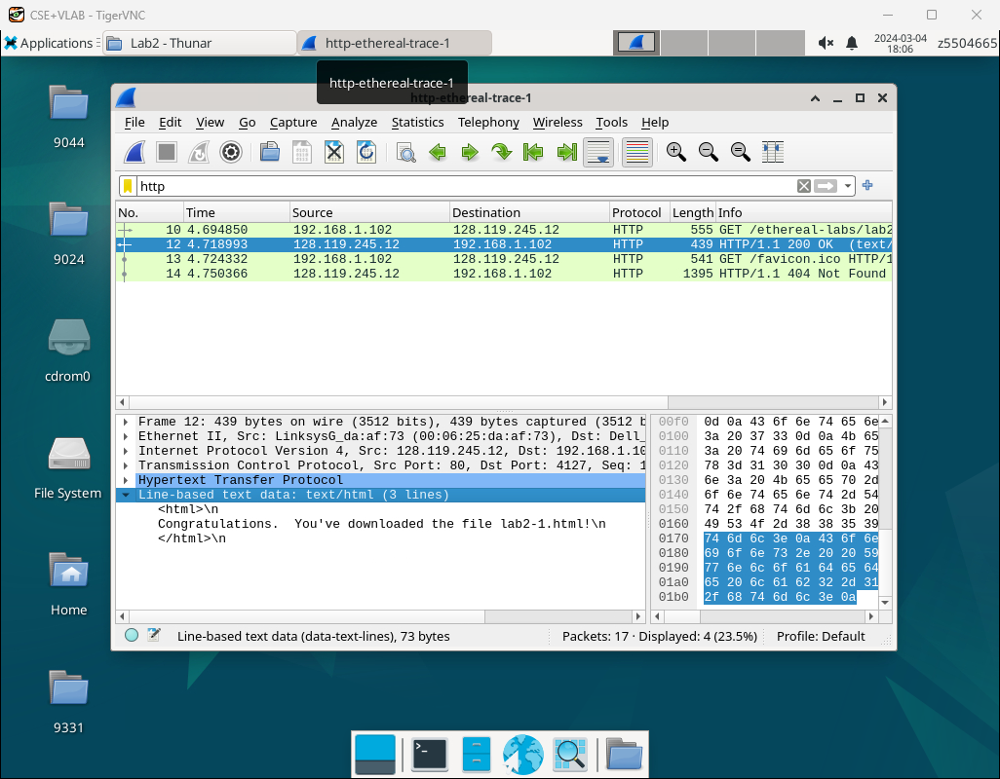 CSE+VLAB - TigerVNC
Applications
Lab2 - Thunar
http-ethereal-trace-1
2024-03-04
18:06
z5504665
http-ethereal-trace-1
http-ethereal-trace-1
File Edit View Go Capture Analyze Statistics Telephony Wireless Tools Help
http
No. Time Source Destination Protocol Length Info
10 4.694850 192.168.1.102 128.119.245.12 HTTP 555 GET /ethereal-labs/lab2
12 4.718993 128.119.245.12 192.168.1.102 HTTP 439 HTTP/1.1 200 OK (text/
13 4.724332 192.168.1.102 128.119.245.12 HTTP 541 GET /favicon.ico HTTP/1
14 4.750366 128.119.245.12 192.168.1.102 HTTP 1395 HTTP/1.1 404 Not Found
Frame 12: 439 bytes on wire (3512 bits), 439 bytes captured (3512 b
Ethernet II, Src: LinksysG_da:af:73 (00:06:25:da:af:73), Dst: Dell_
Internet Protocol Version 4, Src: 128.119.245.12, Dst: 192.168.1.10
Transmission Control Protocol, Src Port: 80, Dst Port: 4127, Seq: 1
Hypertext Transfer Protocol
Line-based text data: text/html (3 lines)
<html>\n
Congratulations.  You've downloaded the file lab2-1.html!\n
</html>\n
00f0 0d 0a 43 6f 6e 74 65 6e
0100 3a 20 37 33 0d 0a 4b 65
0110 3a 20 74 69 6d 65 6f 75
0120 78 3d 31 30 30 0d 0a 43
0130 6e 3a 20 4b 65 65 70 2d
0140 6f 6e 74 65 6e 74 2d 54
0150 74 2f 68 74 6d 6c 3b 20
0160 49 53 4f 2d 38 38 35 39
0170 74 6d 6c 3e 0a 43 6f 6e
0180 69 6f 6e 73 2e 20 20 59
0190 77 6e 6c 6f 61 64 65 64
01a0 65 20 6c 61 62 32 2d 31
01b0 2f 68 74 6d 6c 3e 0a
Line-based text data (data-text-lines), 73 bytes
Packets: 17 · Displayed: 4 (23.5%)
Profile: Default
9044
9024
cdrom0
File System
Home
9331